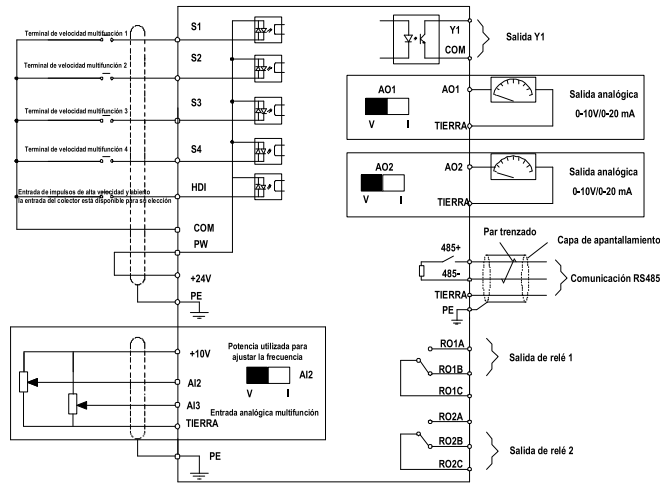 Terminal de velocidad multifunción 1
S1
Terminal de velocidad multifunción 2
S2
Terminal de velocidad multifunción 3
S3
Terminal de velocidad multifunción 4
S4
Entrada de impulsos de alta velocidad y abierto
la entrada del colector está disponible para su elección
HDI
COM
PW
+24V
PE
+10V
Potencia utilizada para
ajustar la frecuencia
AI2
V I
AI2
AI3
Entrada analógica multifunción
TIERRA
PE
Y1
COM
Salida Y1
AO1
V I
AO1
TIERRA
Salida analógica
0-10V/0-20 mA
AO2
V I
AO2
TIERRA
Salida analógica
0-10V/0-20 mA
Par trenzado
Capa de apantallamiento
485+
485-
TIERRA
PE
Comunicación RS485
RO1A
RO1B
RO1C
Salida de relé 1
RO2A
RO2B
RO2C
Salida de relé 2